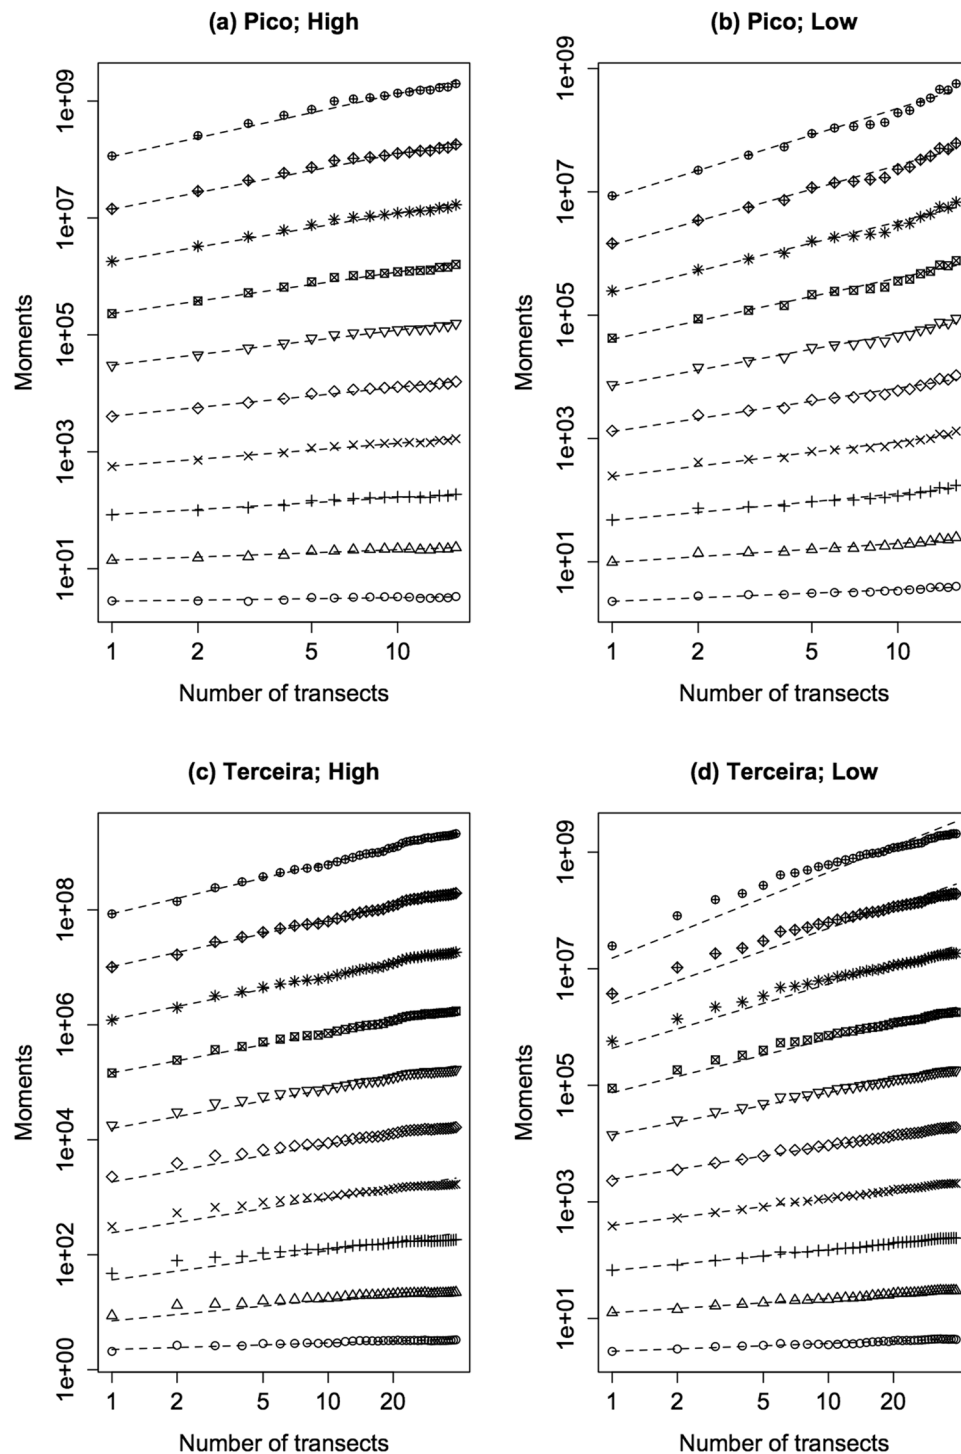 (a) Pico; High
(b) Pico; Low
1e+09
1e+07
1e+05
1e+03
1e+01
Moments
1 2 5 10
Number of transects
1e+09
1e+07
1e+05
1e+03
1e+01
Moments
1 2 5 10
Number of transects
(c) Terceira; High
(d) Terceira; Low
1e+08
1e+06
1e+04
1e+02
1e+00
Moments
1 2 5 10 20
Number of transects
1e+09
1e+07
1e+05
1e+03
1e+01
Moments
1 2 5 10 20
Number of transects